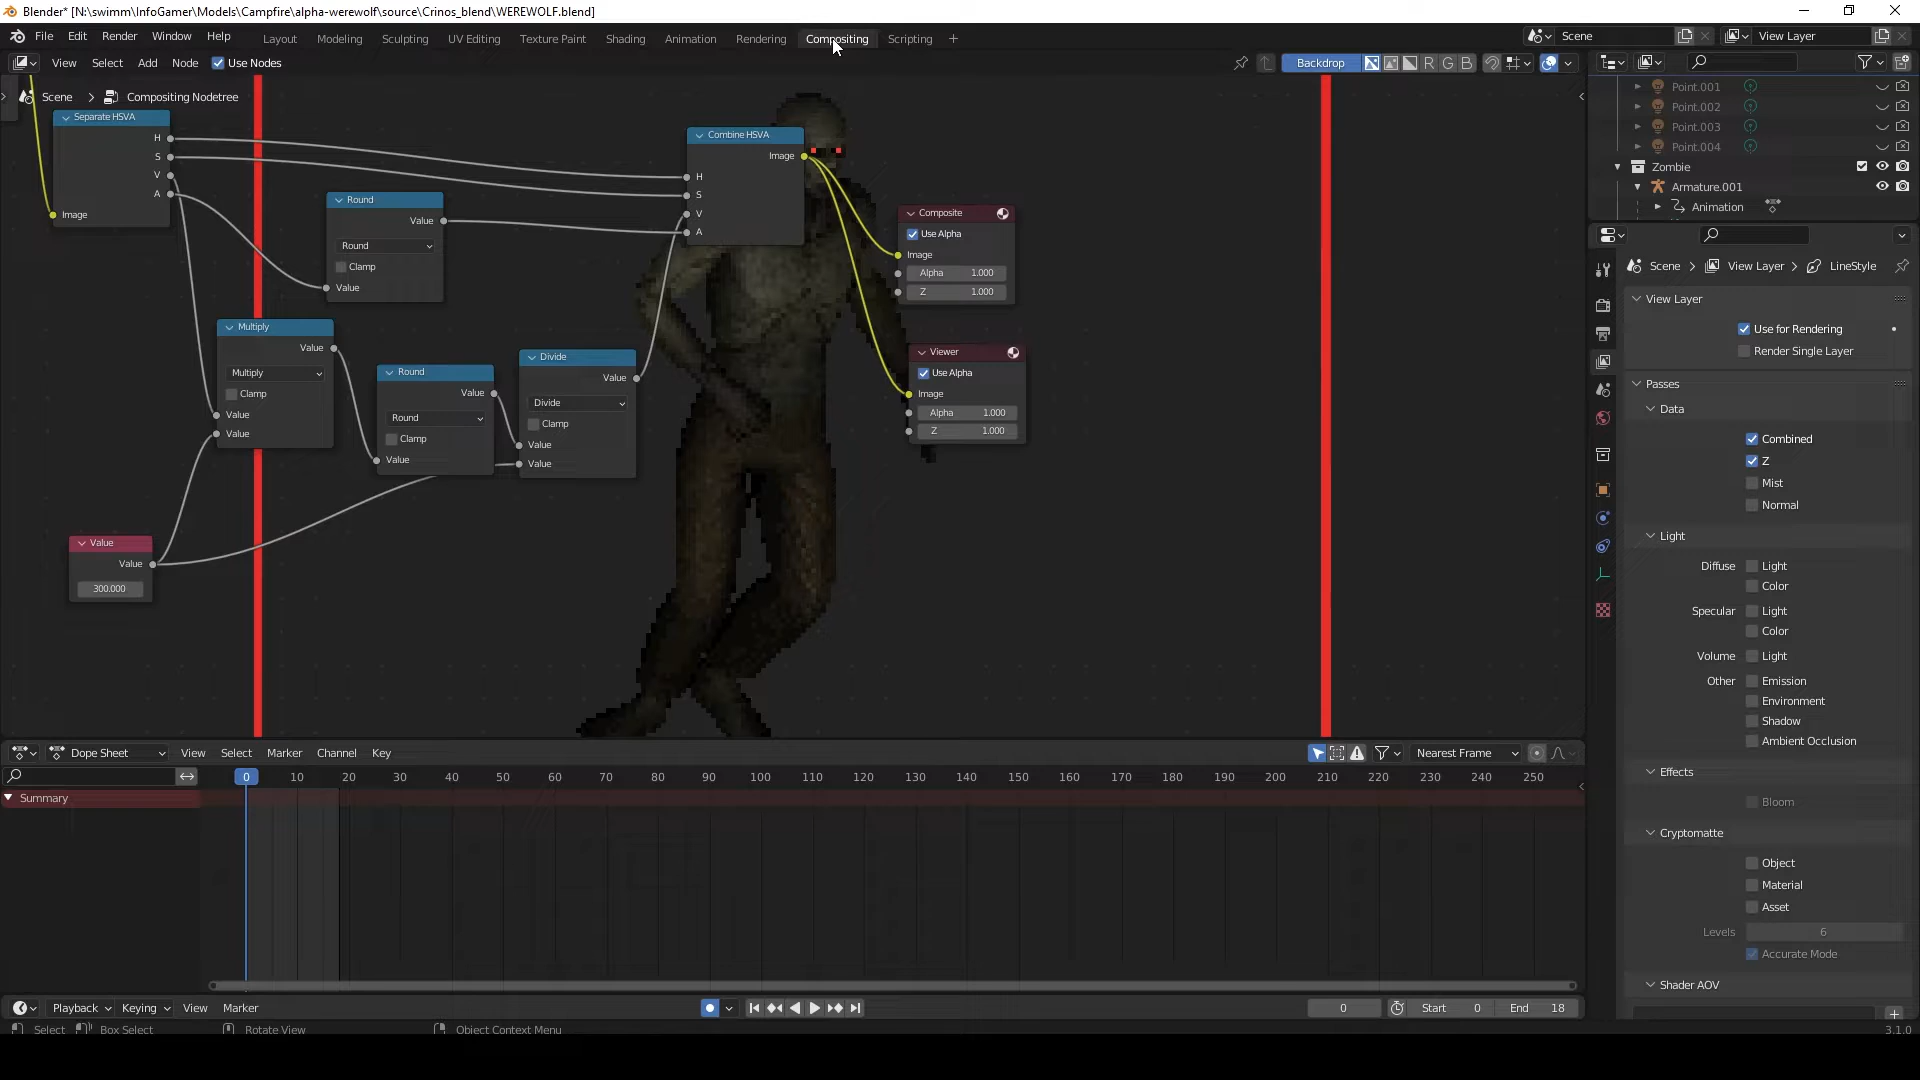 Blender* [N:\swimm\InfoGamer\Models\Campfire\alpha-werewolf\source\Crinos_blend\WEREWOLF.blend]
File Edit Render Window Help
Layout Modeling Sculpting UV Editing Texture Paint Shading Animation Rendering Compositing Scripting +
Scene
View Layer
View Select Add Node Use Nodes
Backdrop R G B
Scene > Compositing Nodetree
Separate HSVA
H
S
V
A
Image
Round
Value
Round
Clamp
Value
Multiply
Value
Multiply
Clamp
Value
Value
Round
Value
Round
Clamp
Value
Divide
Value
Divide
Clamp
Value
Value
Value
Value
300.000
Combine HSVA
Image
H
S
V
A
Composite
Use Alpha
Image
Alpha 1.000
Z 1.000
Viewer
Use Alpha
Image
Alpha 1.000
Z 1.000
Point.001
Point.002
Point.003
Point.004
Zombie
Armature.001
Animation
Scene > View Layer > LineStyle
View Layer
Use for Rendering
Render Single Layer
Passes
Data
Combined
Z
Mist
Normal
Light
Diffuse Light
Color
Specular Light
Color
Volume Light
Other Emission
Environment
Shadow
Ambient Occlusion
Effects
Bloom
Cryptomatte
Object
Material
Asset
Levels 6
Accurate Mode
Shader AOV
Dope Sheet View Select Marker Channel Key
Nearest Frame
0 10 20 30 40 50 60 70 80 90 100 110 120 130 140 150 160 170 180 190 200 210 220 230 240 250
Summary
Playback Keying View Marker
0 Start 0 End 18
Select Box Select Rotate View Object Context Menu
3.1.0